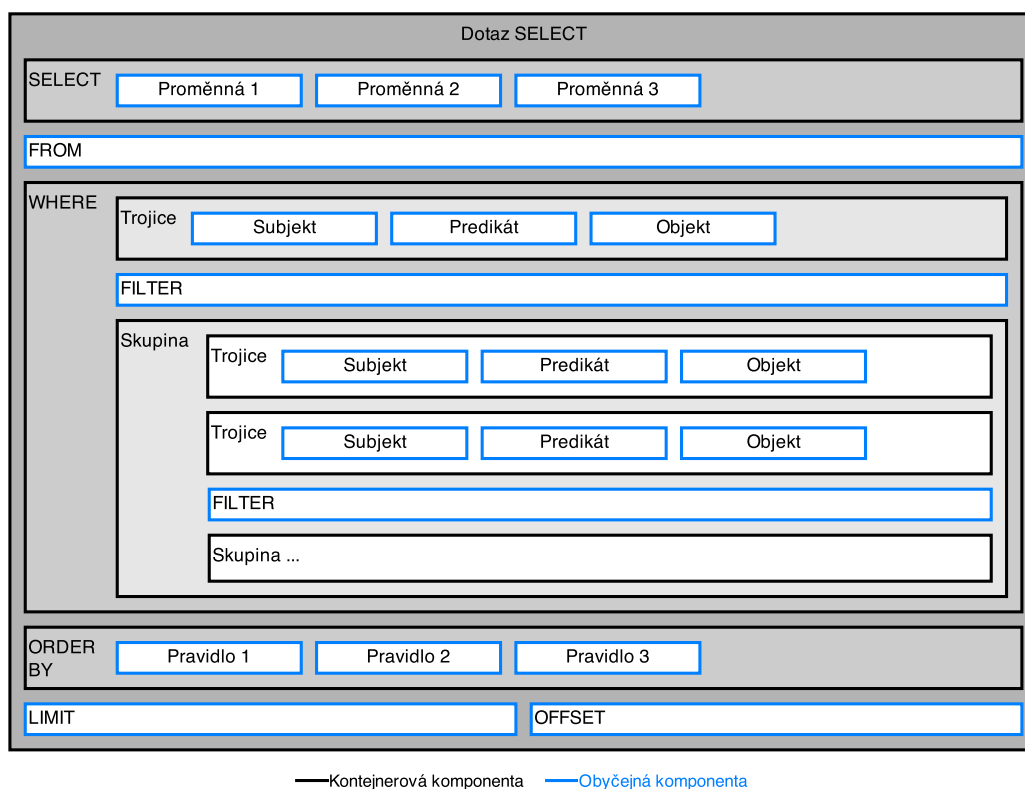 Dotaz SELECT
SELECT
Proměnná 1
Proměnná 2
Proměnná 3
FROM
WHERE
Trojice
Subjekt
Predikát
Objekt
FILTER
Skupina
Trojice
Subjekt
Predikát
Objekt
Trojice
Subjekt
Predikát
Objekt
FILTER
Skupina ...
ORDER
BY
Pravidlo 1
Pravidlo 2
Pravidlo 3
LIMIT
OFFSET
Kontejnerová komponenta
Obyčejná komponenta